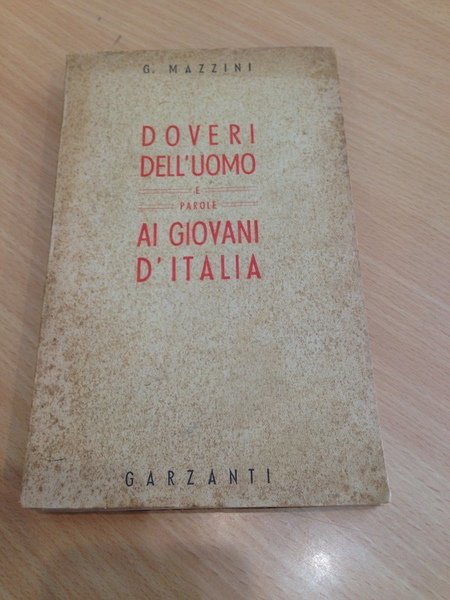 G. MAZZINI
DOVERI
DELL'UOMO
E
PAROLE
AI GIOVANI
D'ITALIA
GARZANTI